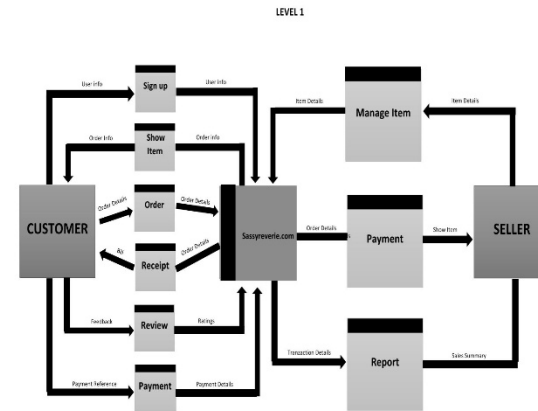 LEVEL 1
User Info
Sign up
User Info
Order Info
Show
Item
Order Info
Item Details
Manage Item
Item Details
Order Details
Order
Order Details
CUSTOMER
Sassyreverie.com
Order Details
Payment
Show Item
SELLER
Bill
Receipt
Order Details
Feedback
Review
Ratings
Transaction Details
Report
Sales Summary
Payment Reference
Payment
Payment Details